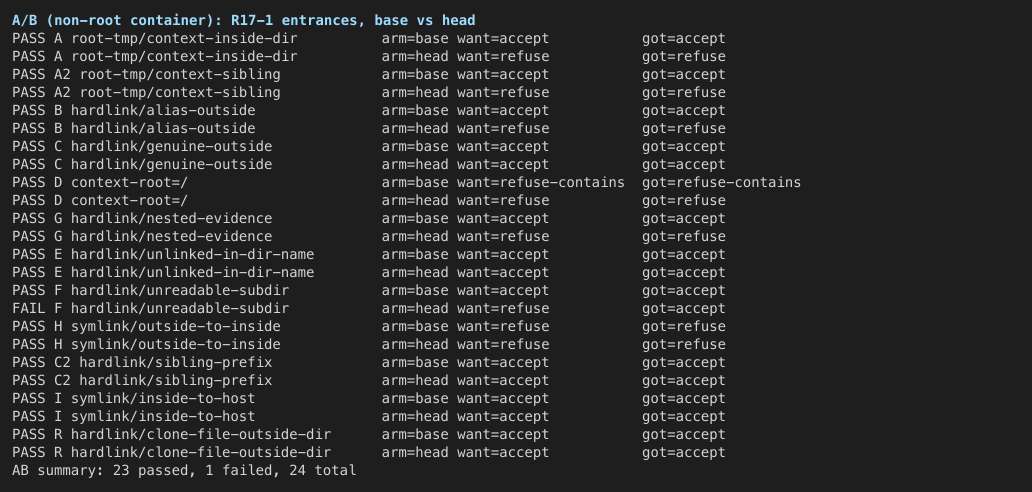 A/B (non-root container): R17-1 entrances, base vs head
PASS A root-tmp/context-inside-dir arm=base want=accept got=accept
PASS A root-tmp/context-inside-dir arm=head want=refuse got=refuse
PASS A2 root-tmp/context-sibling arm=base want=accept got=accept
PASS A2 root-tmp/context-sibling arm=head want=refuse got=refuse
PASS B hardlink/alias-outside arm=base want=accept got=accept
PASS B hardlink/alias-outside arm=head want=refuse got=refuse
PASS C hardlink/genuine-outside arm=base want=accept got=accept
PASS C hardlink/genuine-outside arm=head want=accept got=accept
PASS D context-root=/ arm=base want=refuse-contains got=refuse-contains
PASS D context-root=/ arm=head want=refuse got=refuse
PASS G hardlink/nested-evidence arm=base want=accept got=accept
PASS G hardlink/nested-evidence arm=head want=refuse got=refuse
PASS E hardlink/unlinked-in-dir-name arm=base want=accept got=accept
PASS E hardlink/unlinked-in-dir-name arm=head want=accept got=accept
PASS F hardlink/unreadable-subdir arm=base want=accept got=accept
FAIL F hardlink/unreadable-subdir arm=head want=refuse got=accept
PASS H symlink/outside-to-inside arm=base want=refuse got=refuse
PASS H symlink/outside-to-inside arm=head want=refuse got=refuse
PASS C2 hardlink/sibling-prefix arm=base want=accept got=accept
PASS C2 hardlink/sibling-prefix arm=head want=accept got=accept
PASS I symlink/inside-to-host arm=base want=accept got=accept
PASS I symlink/inside-to-host arm=head want=accept got=accept
PASS R hardlink/clone-file-outside-dir arm=base want=accept got=accept
PASS R hardlink/clone-file-outside-dir arm=head want=accept got=accept
AB summary: 23 passed, 1 failed, 24 total